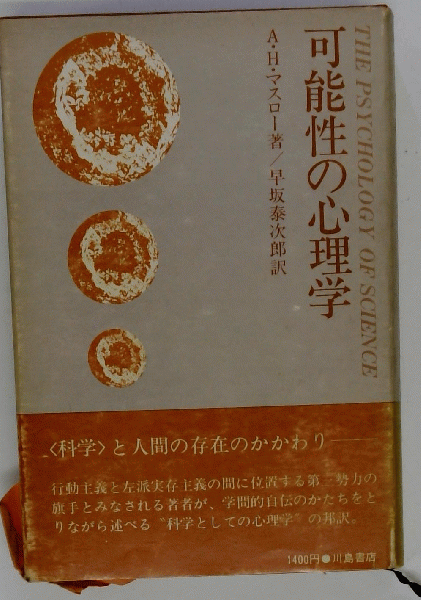 THE PSYCHOLOGY OF SCIENCE
可能性の心理学
A・H・マスロー著/早坂泰次郎訳
〈科学〉と人間の存在のかかわり——
行動主義と左派実存主義の間に位置する第三勢力の
旗手とみなされる著者が、学問的自伝のかたちをと
りながら述べる“科学としての心理学”の邦訳。
1400円●川島書店